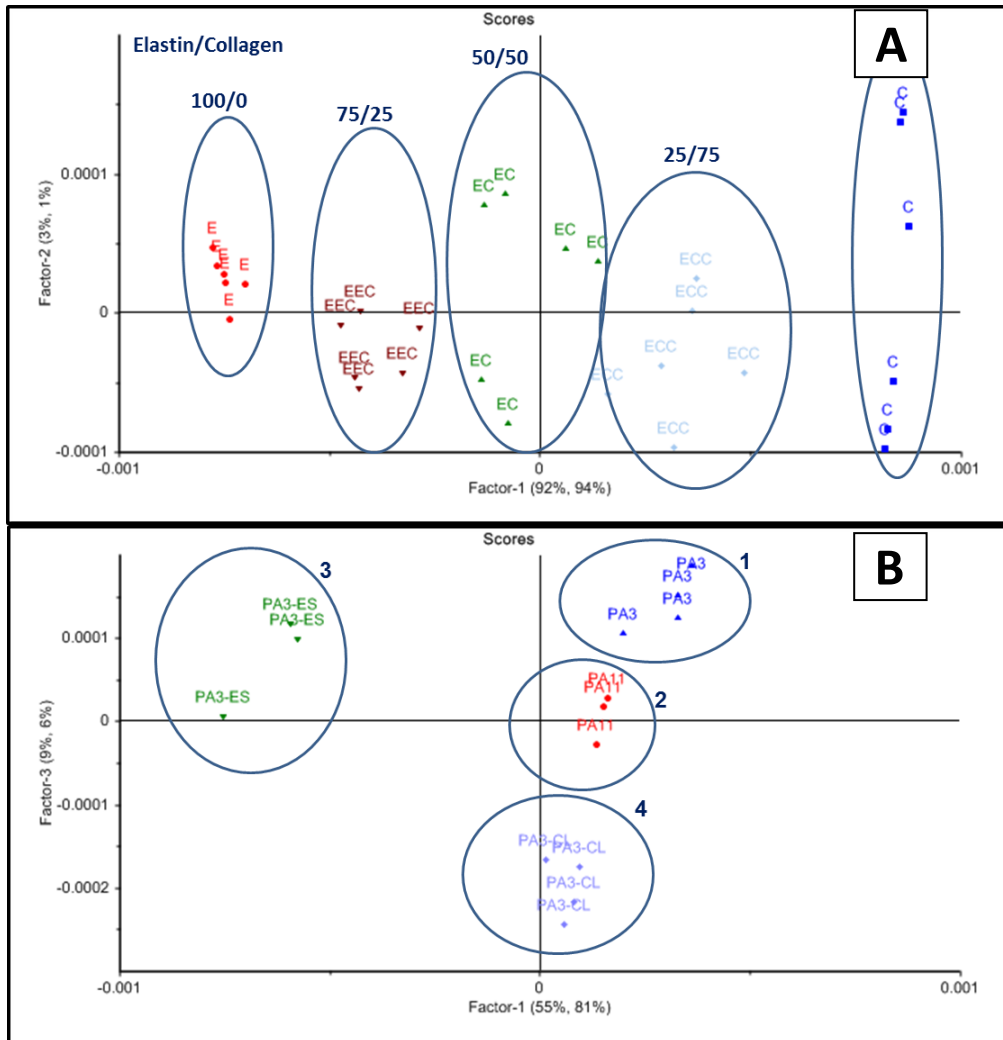 Scores
A
Elastin/Collagen
50/50
100/0
75/25
25/75
C
C
EC
EC
0.0001
C
E
E
EC
EC
E
E
E
ECC
E
EEC
ECC
EEC
EEC
0
ECC
ECC
EEC
EEC
EEC
ECC
C
EC
C
ECC
C
-0.0001
-0.001
0
0.001
Factor-1 (92%, 94%)
Factor-2 (3%, 1%)
Scores
B
1
3
PA3
PA3
PA3-ES
PA3-ES
PA3
PA3
0.0001
2
PA11
PA11
PA3-ES
PA11
0
-0.0001
4
PA3-CL
PA3-CL
PA3-CL
PA3-CL
-0.0002
-0.001
0
0.001
Factor-1 (55%, 81%)
Factor-3 (9%, 6%)